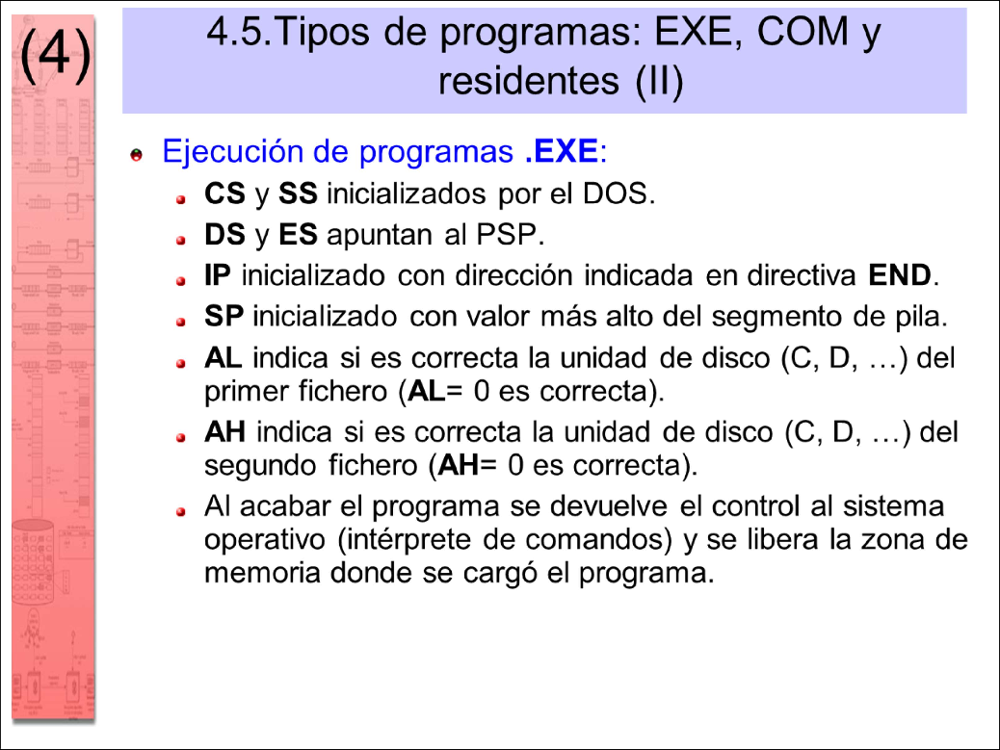 (4)
4.5.Tipos de programas: EXE, COM y
residentes (II)
Ejecución de programas .EXE:
CS y SS inicializados por el DOS.
DS y ES apuntan al PSP.
IP inicializado con dirección indicada en directiva END.
SP inicializado con valor más alto del segmento de pila.
AL indica si es correcta la unidad de disco (C, D, …) del
primer fichero (AL= 0 es correcta).
AH indica si es correcta la unidad de disco (C, D, …) del
segundo fichero (AH= 0 es correcta).
Al acabar el programa se devuelve el control al sistema
operativo (intérprete de comandos) y se libera la zona de
memoria donde se cargó el programa.